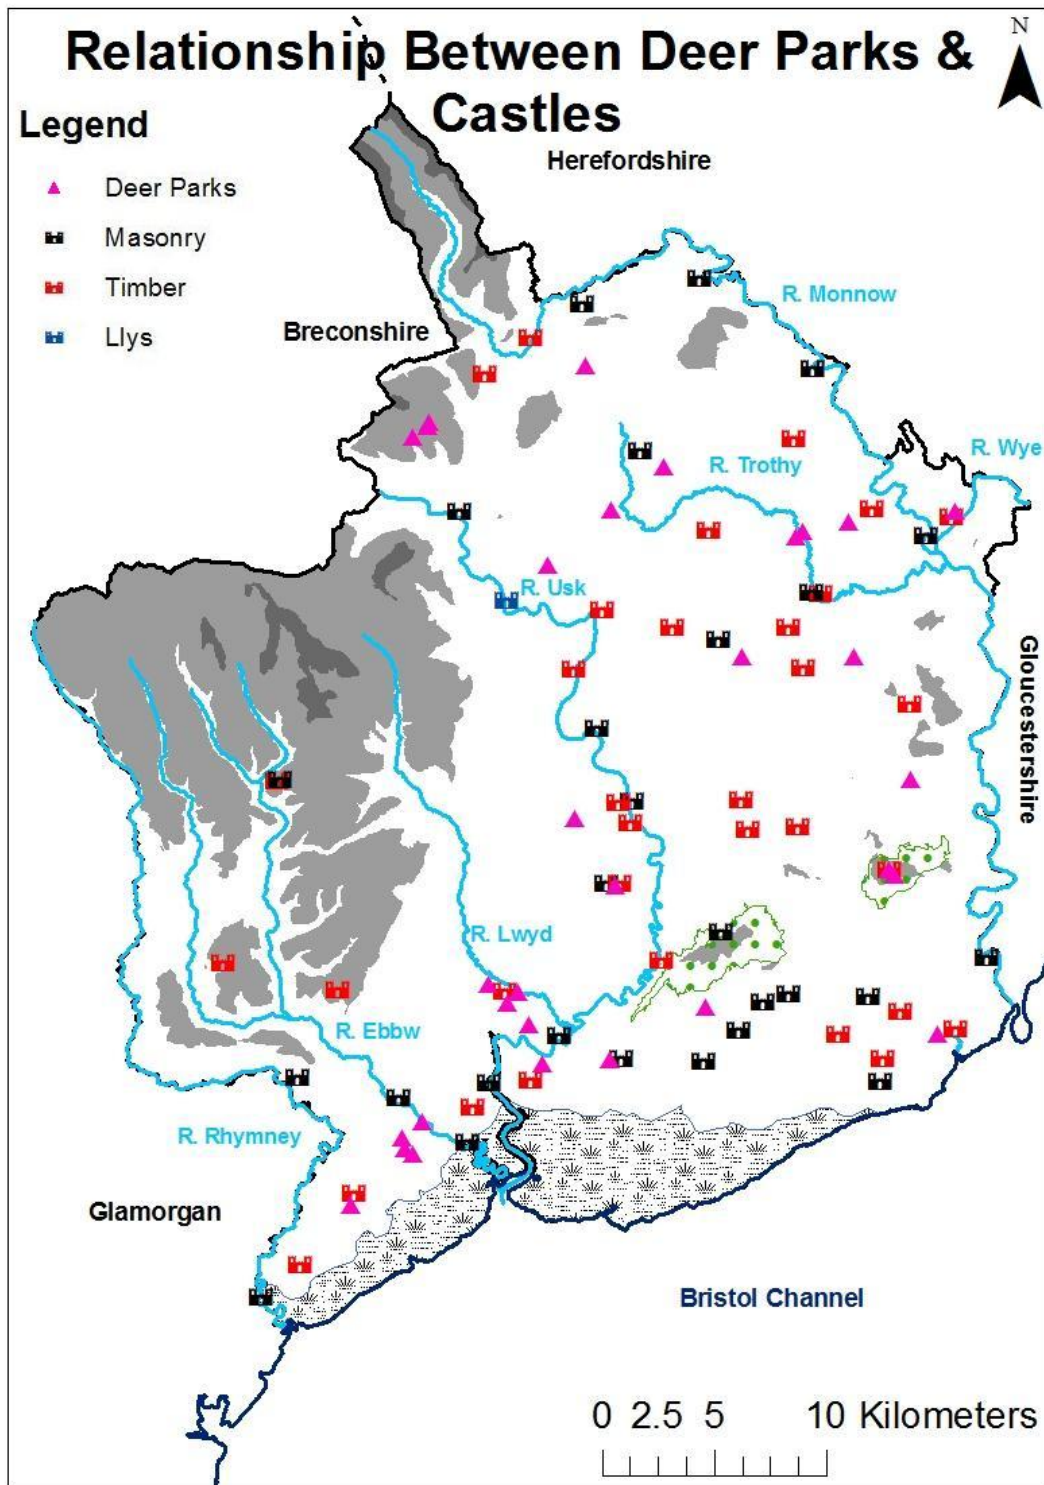 Relationship Between Deer Parks &
Castles
N
Legend
Deer Parks
Masonry
Timber
Llys
Herefordshire
R. Monnow
Breconshire
R. Wye
R. Trothy
R. Usk
Gloucestershire
R. Lwyd
R. Ebbw
R. Rhymney
Glamorgan
Bristol Channel
0 2.5 5 10 Kilometers